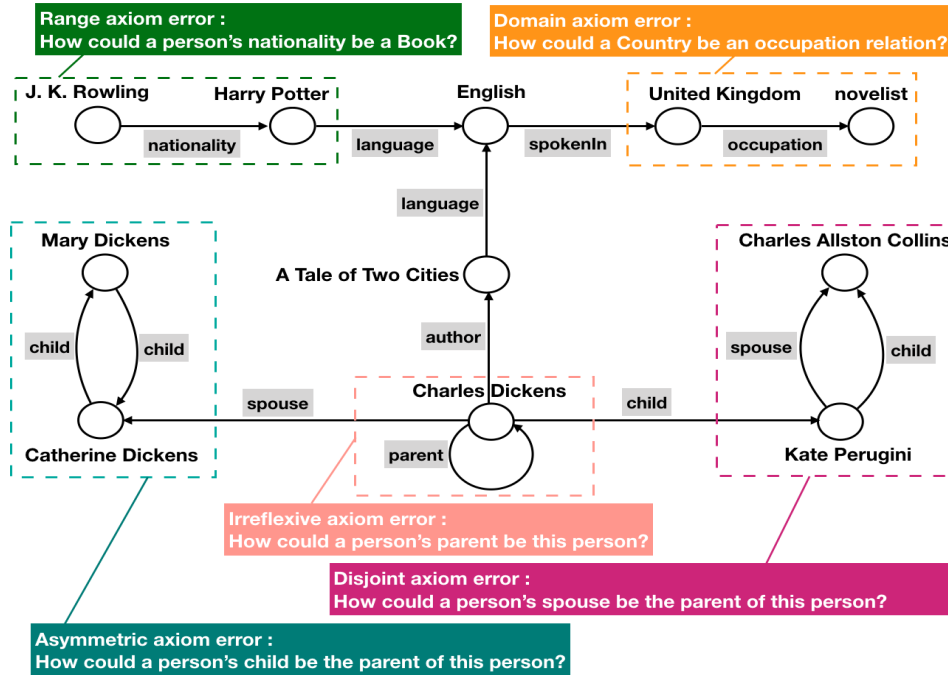 Range axiom error :
How could a person's nationality be a Book?
Domain axiom error :
How could a Country be an occupation relation?
J. K. Rowling
Harry Potter
English
United Kingdom
novelist
nationality
language
spokenIn
occupation
language
Mary Dickens
A Tale of Two Cities
Charles Allston Collins
child
child
author
spouse
child
spouse
Charles Dickens
child
Catherine Dickens
parent
Kate Perugini
Irreflexive axiom error :
How could a person's parent be this person?
Disjoint axiom error :
How could a person's spouse be the parent of this person?
Asymmetric axiom error :
How could a person's child be the parent of this person?